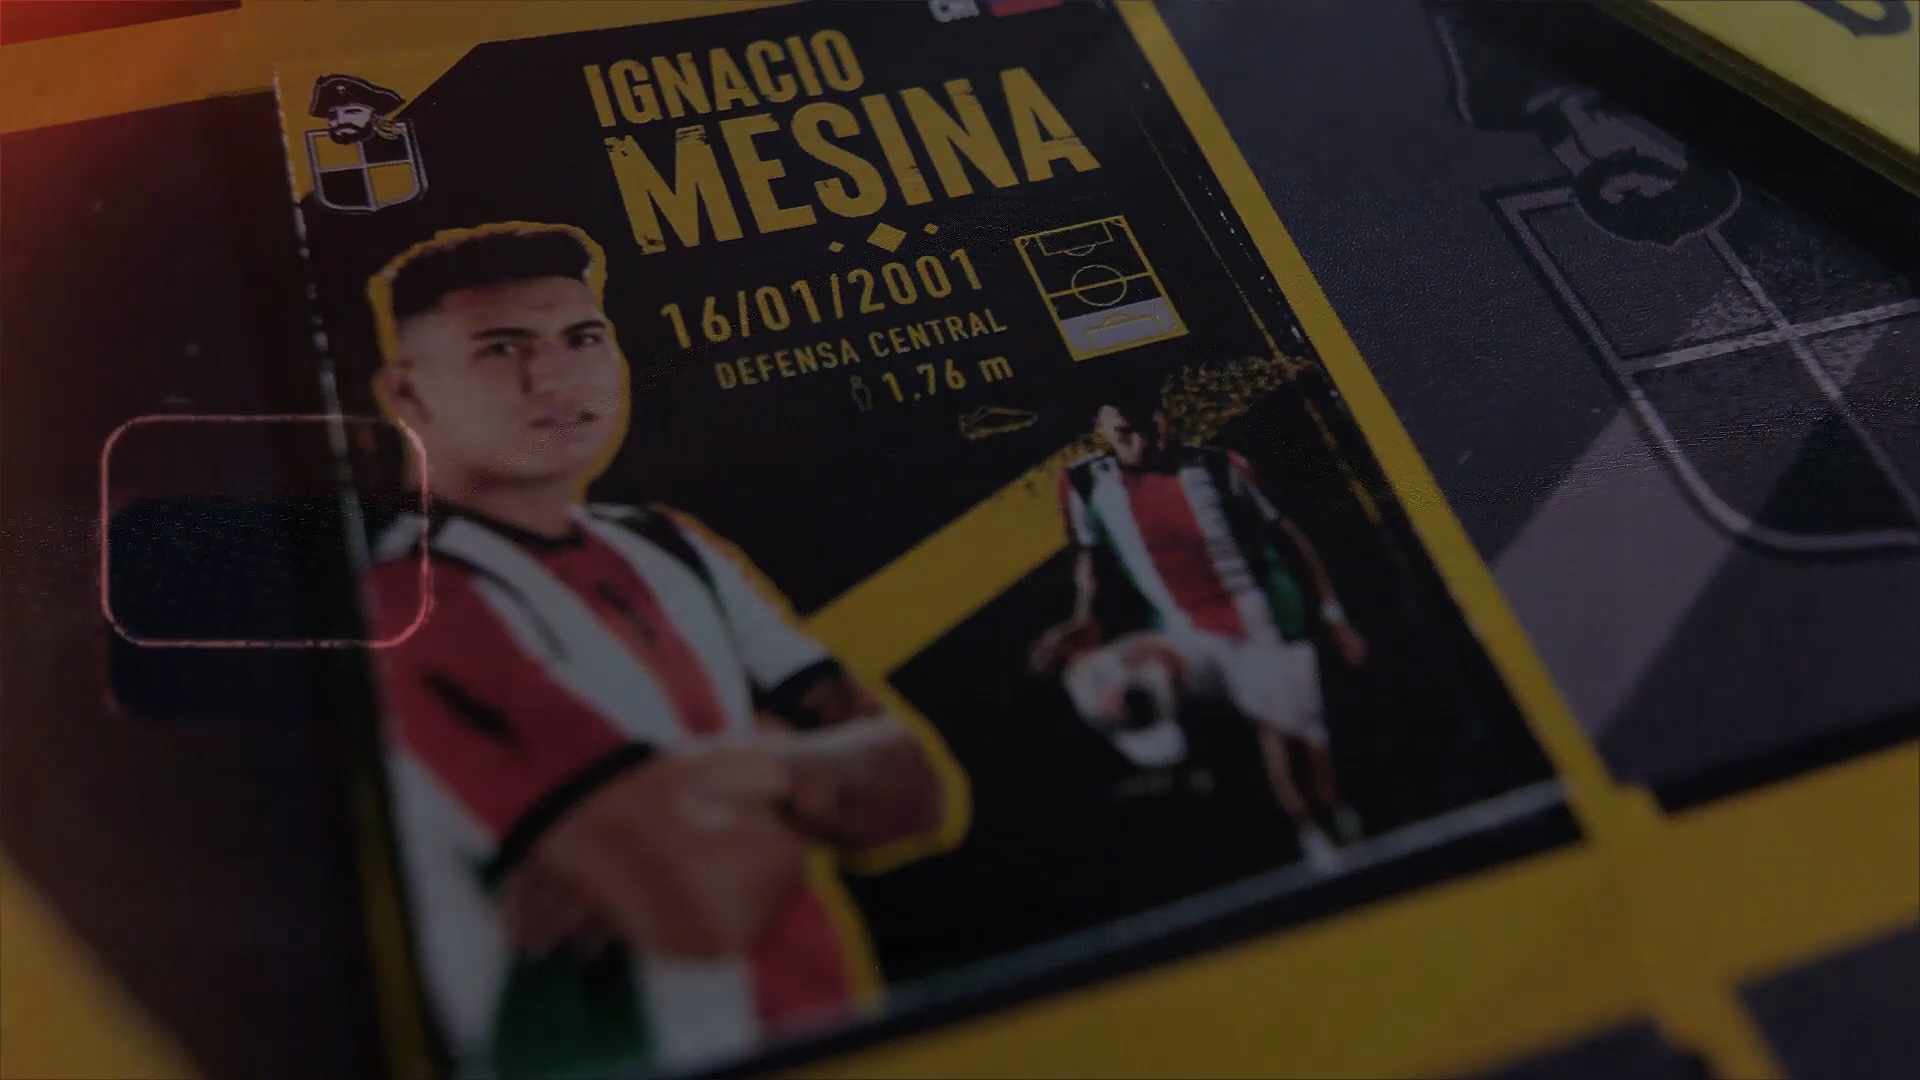 IGNACIO
MESINA
16/01/2001
DEFENSA CENTRAL
1.76 m